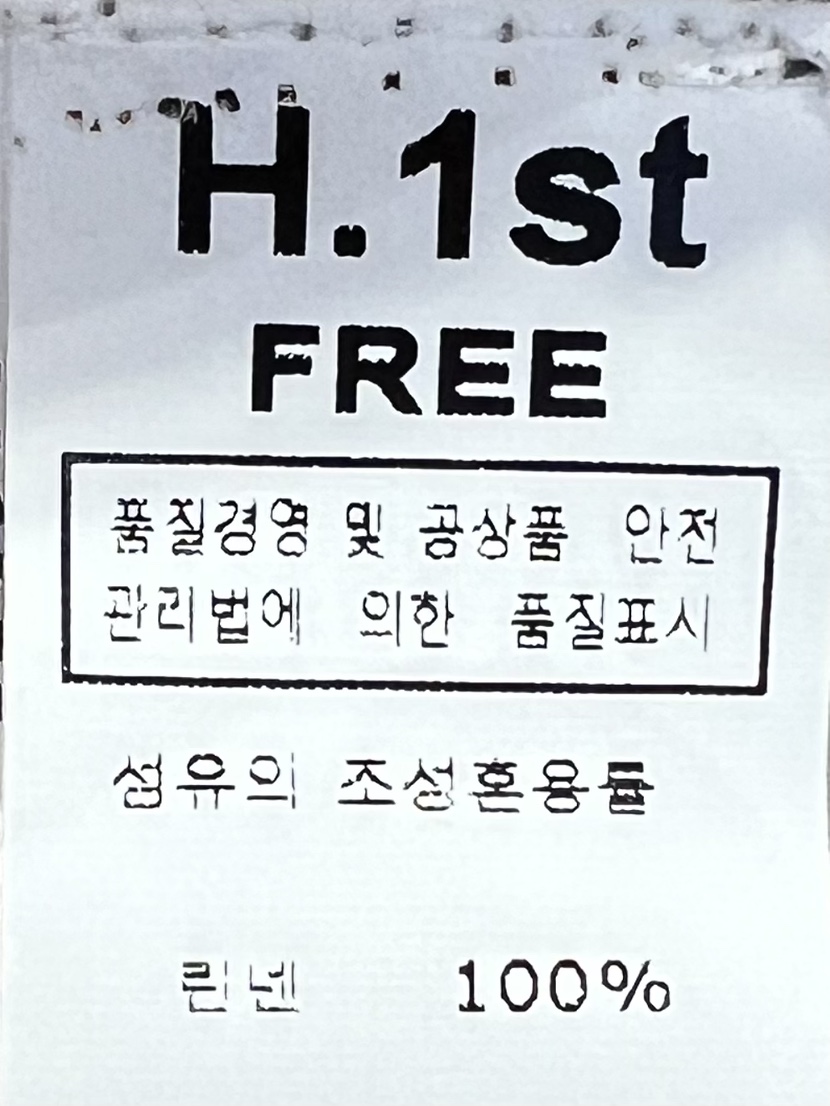 H.1st
FREE
품질경영 및 공상품 안전
관리법에 의한 품질표시
섬유의 조성혼용률
린넨 100%